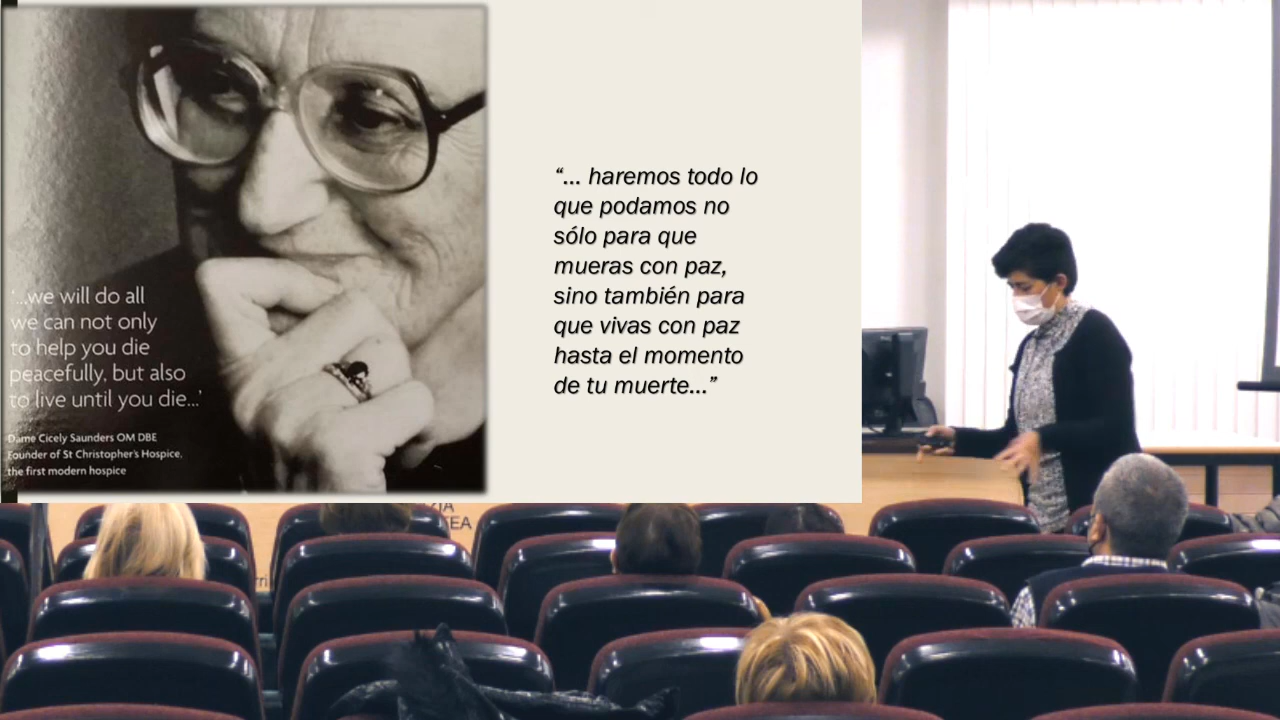 ‘...we will do all
we can not only
to help you die
peacefully, but also
to live until you die...’
Dame Cicely Saunders OM DBE
Founder of St Christopher's Hospice,
the first modern hospice
“... haremos todo lo
que podamos no
sólo para que
mueras con paz,
sino también para
que vivas con paz
hasta el momento
de tu muerte...”